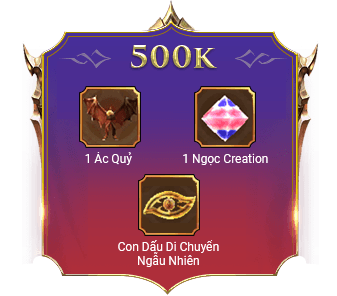 500K
1 Ác Quỷ
1 Ngọc Creation
Con Dấu Di Chuyển
Ngẫu Nhiên